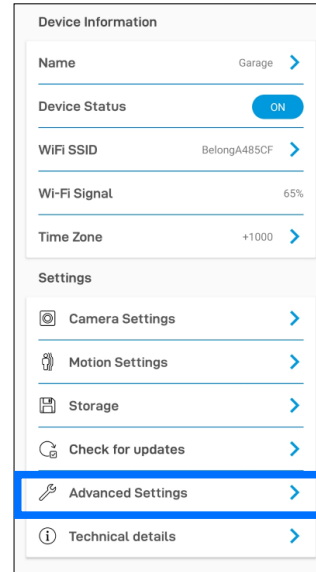 Device Information
Name Garage
Device Status ON
WiFi SSID BelongA485CF
Wi-Fi Signal 65%
Time Zone +1000
Settings
Camera Settings
Motion Settings
Storage
Check for updates
Advanced Settings
Technical details